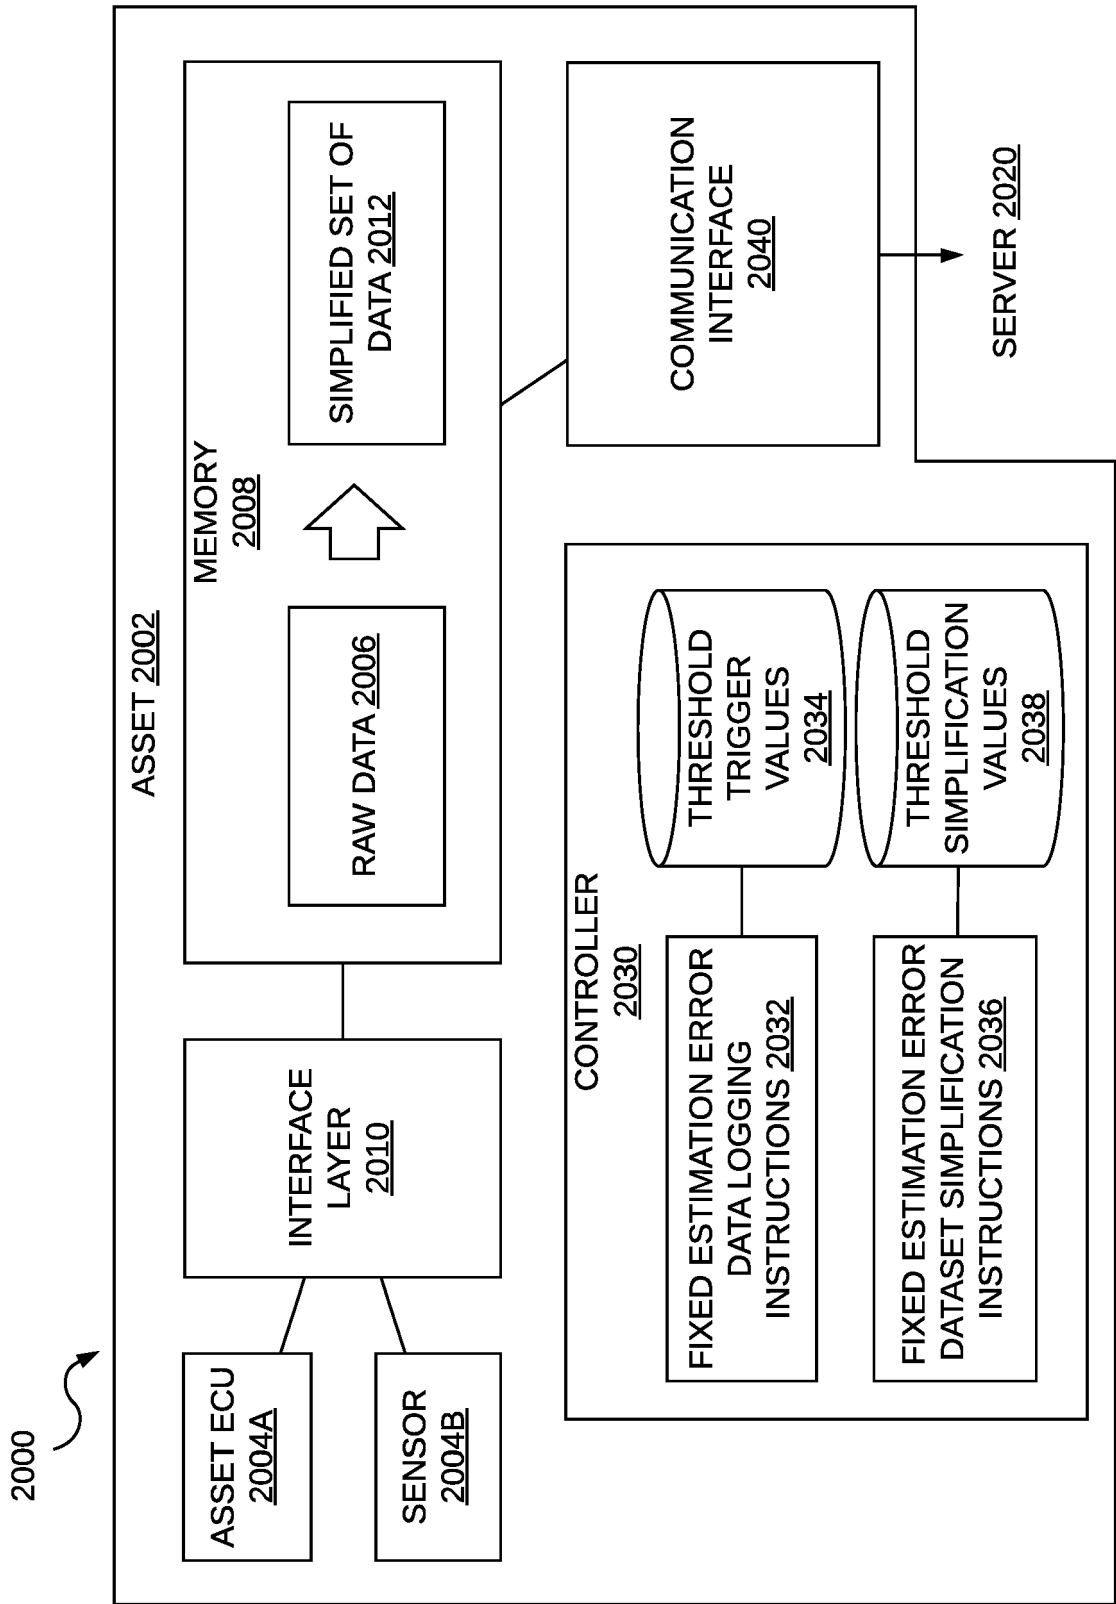 2000
ASSET 2002
ASSET ECU
2004A
SENSOR
2004B
INTERFACE
LAYER
2010
MEMORY
2008
RAW DATA 2006
SIMPLIFIED SET OF
DATA 2012
CONTROLLER
2030
FIXED ESTIMATION ERROR
DATA LOGGING
INSTRUCTIONS 2032
THRESHOLD
TRIGGER
VALUES
2034
FIXED ESTIMATION ERROR
DATASET SIMPLIFICATION
INSTRUCTIONS 2036
THRESHOLD
SIMPLIFICATION
VALUES
2038
COMMUNICATION
INTERFACE
2040
SERVER 2020